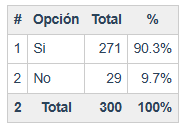 # Opción Total %
1 Si 271 90.3%
2 No 29 9.7%
2 Total 300 100%